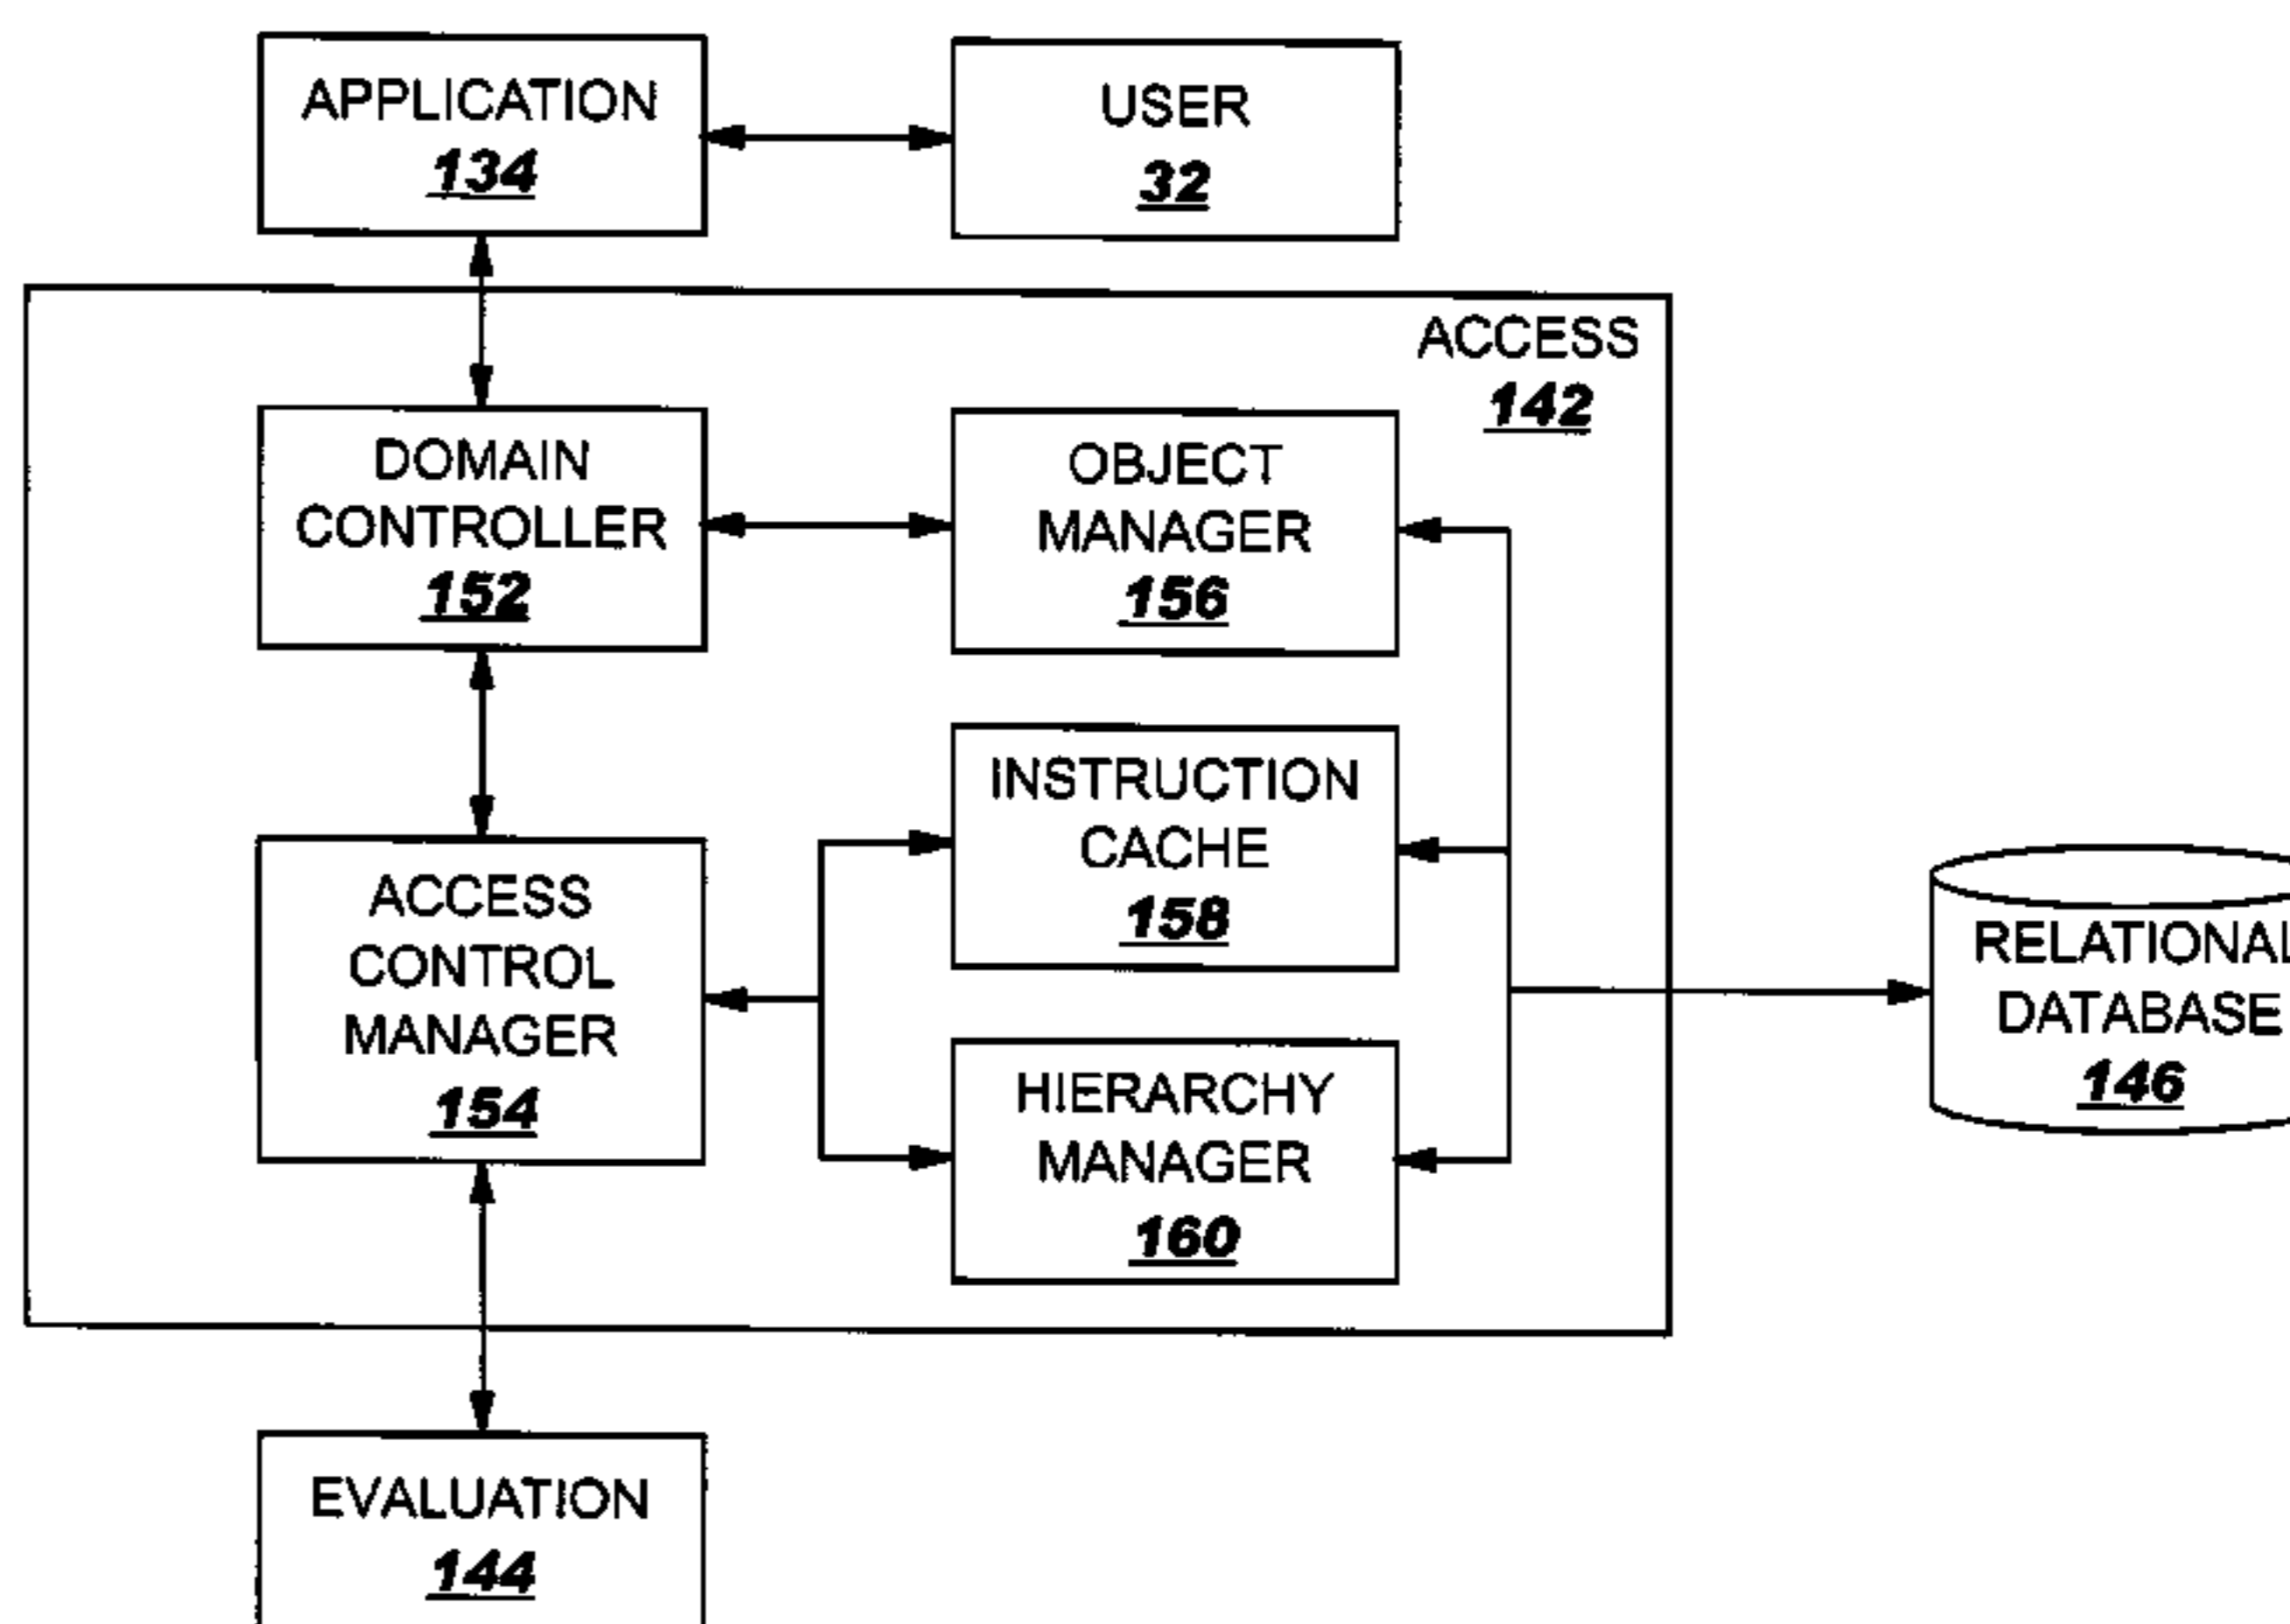 APPLICATION
134
USER
32
ACCESS
142
DOMAIN
CONTROLLER
152
OBJECT
MANAGER
156
INSTRUCTION
CACHE
158
ACCESS
CONTROL
MANAGER
154
HIERARCHY
MANAGER
160
RELATIONAL
DATABASE
146
EVALUATION
144